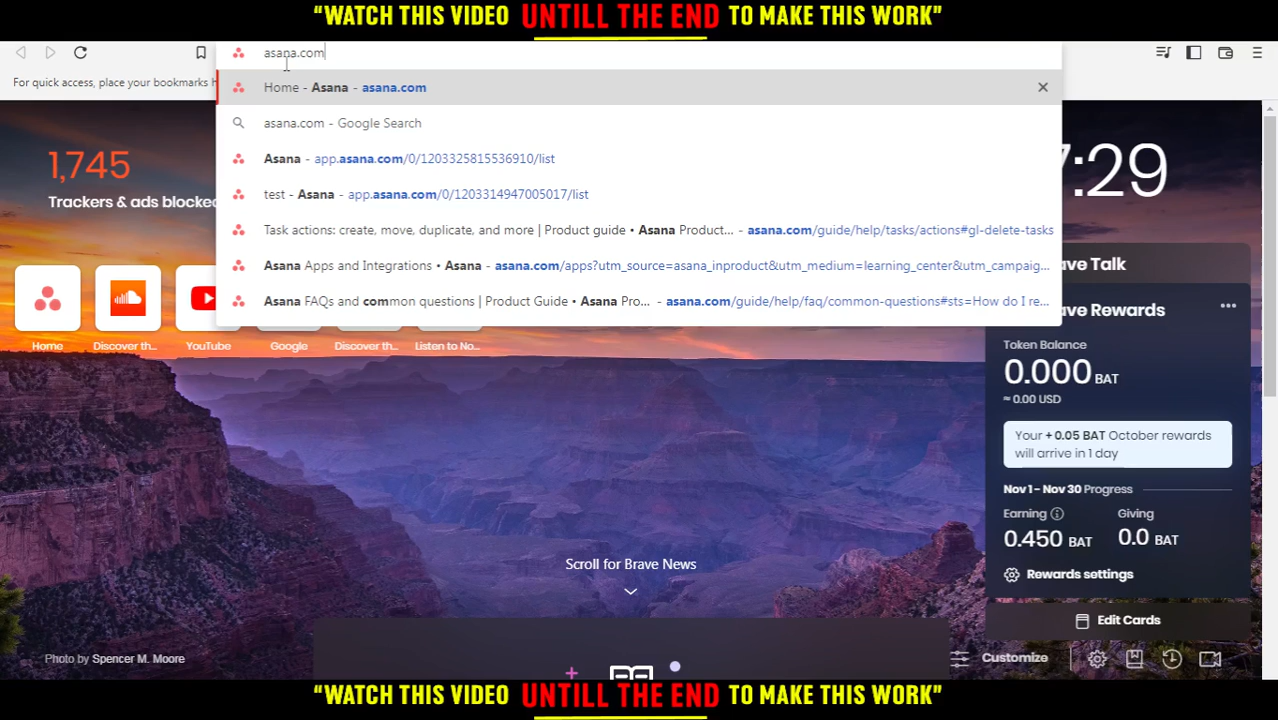 “WATCH THIS VIDEO UNTILL THE END TO MAKE THIS WORK”
asana.com
For quick access, place your bookmarks
Home - Asana - asana.com
asana.com - Google Search
Asana - app.asana.com/0/1203325815536910/list
test - Asana - app.asana.com/0/1203314947005017/list
Task actions: create, move, duplicate, and more | Product guide • Asana Product... - asana.com/guide/help/tasks/actions#gl-delete-tasks
Asana Apps and Integrations • Asana - asana.com/apps?utm_source=asana_inproduct&utm_medium=learning_center&utm_campaig...
Asana FAQs and common questions | Product Guide • Asana Pro... - asana.com/guide/help/faq/common-questions#sts=How do I re...
1,745
Trackers & ads blocked
:29
Home
Discover th...
YouTube
Google
Discover th...
Listen to No...
Talk
Rewards
Token Balance
0.000 BAT
≈ 0.00 USD
Your + 0.05 BAT October rewards
will arrive in 1 day
Nov 1 - Nov 30 Progress
Earning
Giving
0.450 BAT
0.0 BAT
Rewards settings
Edit Cards
Scroll for Brave News
Photo by Spencer M. Moore
Customize
“WATCH THIS VIDEO UNTILL THE END TO MAKE THIS WORK”